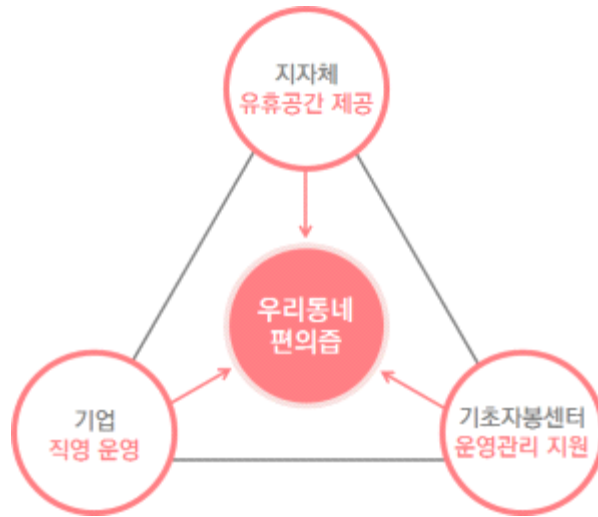 지자체
유휴공간 제공
우리동네
편의즙
기업
직영 운영
기초자봉센터
운영관리 지원